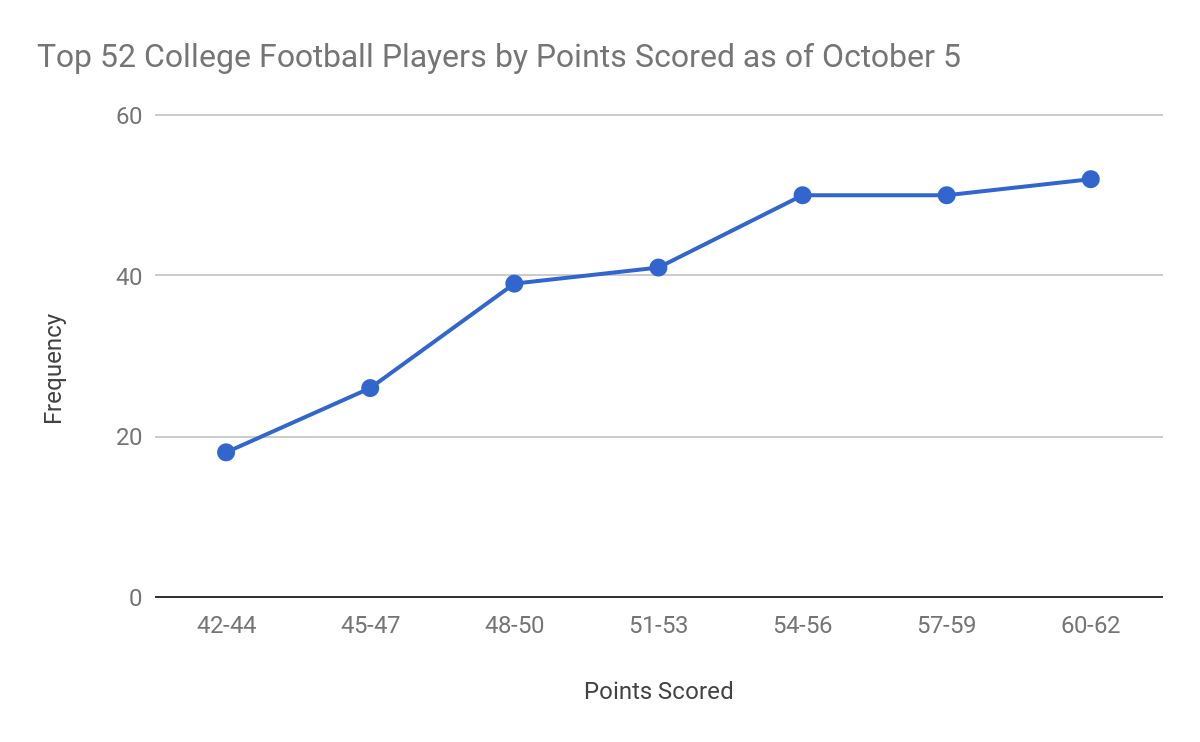 Top 52 College Football Players by Points Scored as of October 5
60
40
20
0
Frequency
42-44 45-47 48-50 51-53 54-56 57-59 60-62
Points Scored